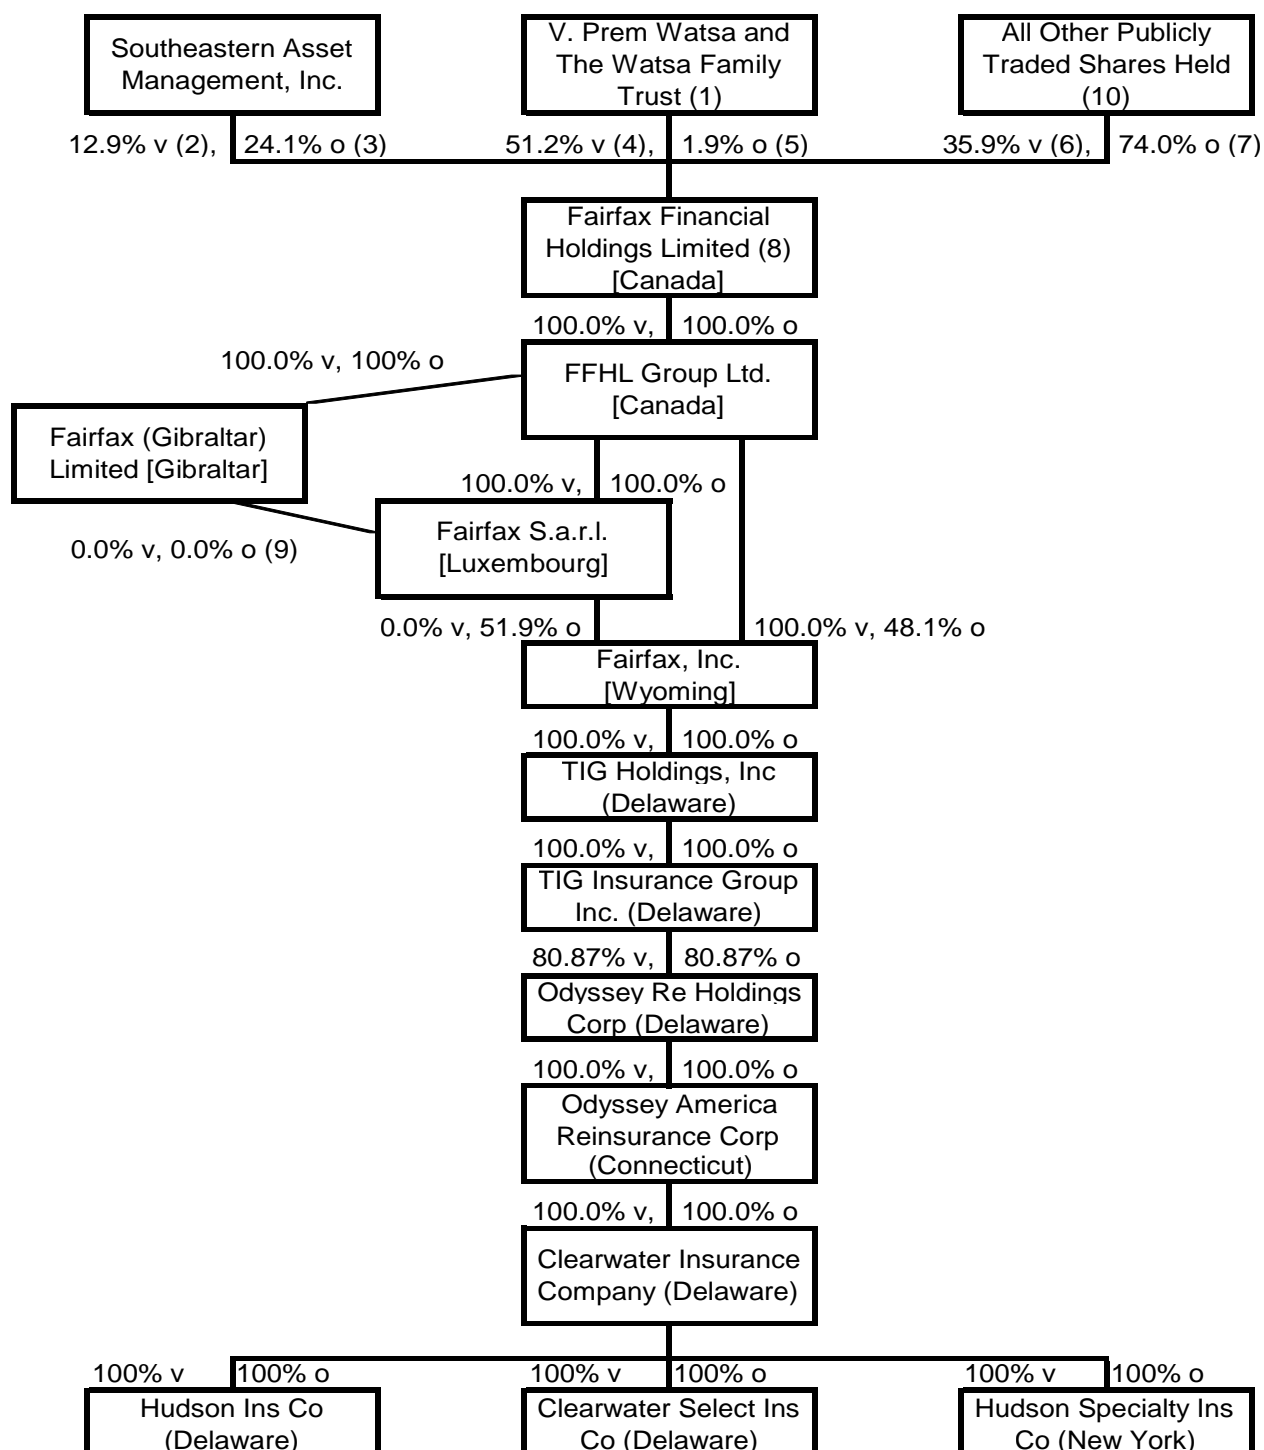 Southeastern Asset
Management, Inc.
V. Prem Watsa and
The Watsa Family
Trust (1)
All Other Publicly
Traded Shares Held
(10)
12.9% v (2), 24.1% o (3)
51.2% v (4), 1.9% o (5)
35.9% v (6), 74.0% o (7)
Fairfax Financial
Holdings Limited (8)
[Canada]
100.0% v, 100.0% o
100.0% v, 100% o
FFHL Group Ltd.
[Canada]
Fairfax (Gibraltar)
Limited [Gibraltar]
100.0% v, 100.0% o
0.0% v, 0.0% o (9)
Fairfax S.a.r.l.
[Luxembourg]
0.0% v, 51.9% o
100.0% v, 48.1% o
Fairfax, Inc.
[Wyoming]
100.0% v, 100.0% o
TIG Holdings, Inc
(Delaware)
100.0% v, 100.0% o
TIG Insurance Group
Inc. (Delaware)
80.87% v, 80.87% o
Odyssey Re Holdings
Corp (Delaware)
100.0% v, 100.0% o
Odyssey America
Reinsurance Corp
(Connecticut)
100.0% v, 100.0% o
Clearwater Insurance
Company (Delaware)
100% v 100% o
100% v 100% o
100% v 100% o
Hudson Ins Co
(Delaware)
Clearwater Select Ins
Co (Delaware)
Hudson Specialty Ins
Co (New York)